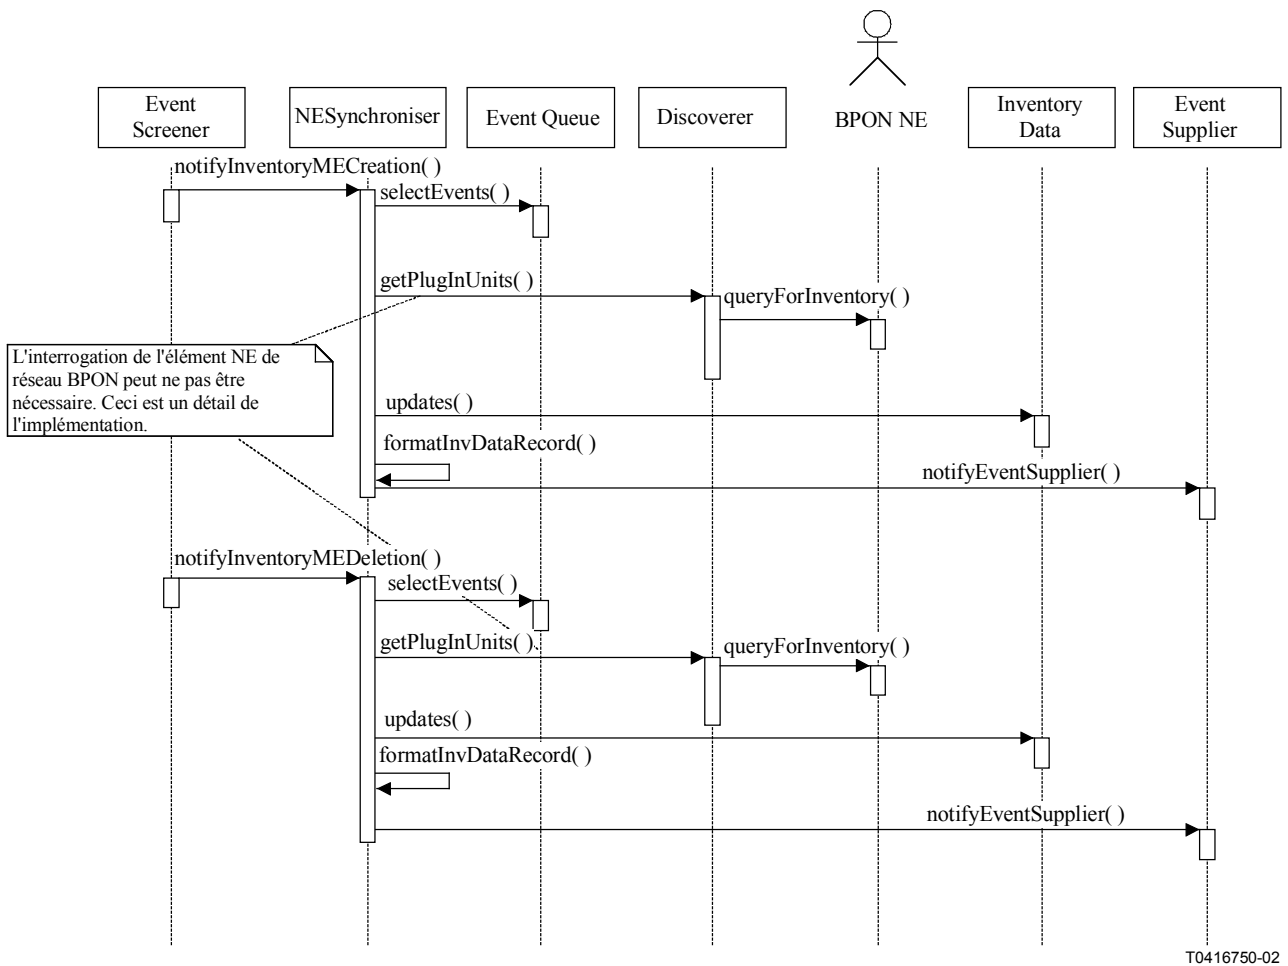 Event
Screener
NESynchroniser
Event Queue
Discoverer
BPON NE
Inventory
Data
Event
Supplier
notifyInventoryMECreation( )
selectEvents( )
getPlugInUnits( )
queryForInventory( )
L'interrogation de l'élément NE de
réseau BPON peut ne pas être
nécessaire. Ceci est un détail de
l'implémentation.
updates( )
formatInvDataRecord( )
notifyEventSupplier( )
notifyInventoryMEDeletion( )
selectEvents( )
getPlugInUnits( )
queryForInventory( )
updates( )
formatInvDataRecord( )
notifyEventSupplier( )
T0416750-02